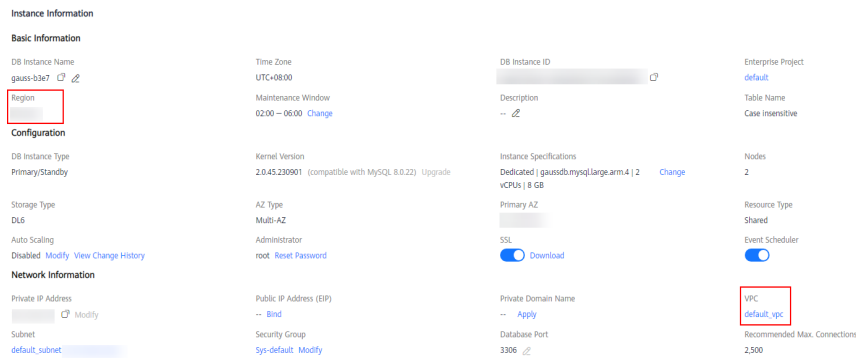 Instance Information
Basic Information
DB Instance Name
Time Zone
DB Instance ID
Enterprise Project
gauss-b3e7
UTC+08:00
default
Region
Maintenance Window
Description
Table Name
02:00 — 06:00 Change
--
Case insensitive
Configuration
DB Instance Type
Kernel Version
Instance Specifications
Nodes
Primary/Standby
2.0.45.230901 (compatible with MySQL 8.0.22) Upgrade
Dedicated | gaussdb.mysql.large.arm.4 | 2
vCPUs | 8 GB
Change
2
Storage Type
AZ Type
Primary AZ
Resource Type
DL6
Multi-AZ
Shared
Auto Scaling
Administrator
SSL
Event Scheduler
Disabled Modify View Change History
root Reset Password
Download
Network Information
Private IP Address
Public IP Address (EIP)
Private Domain Name
VPC
Modify
-- Bind
-- Apply
default_vpc
Subnet
Security Group
Database Port
Recommended Max. Connections
default_subnet
Sys-default Modify
3306
2,500